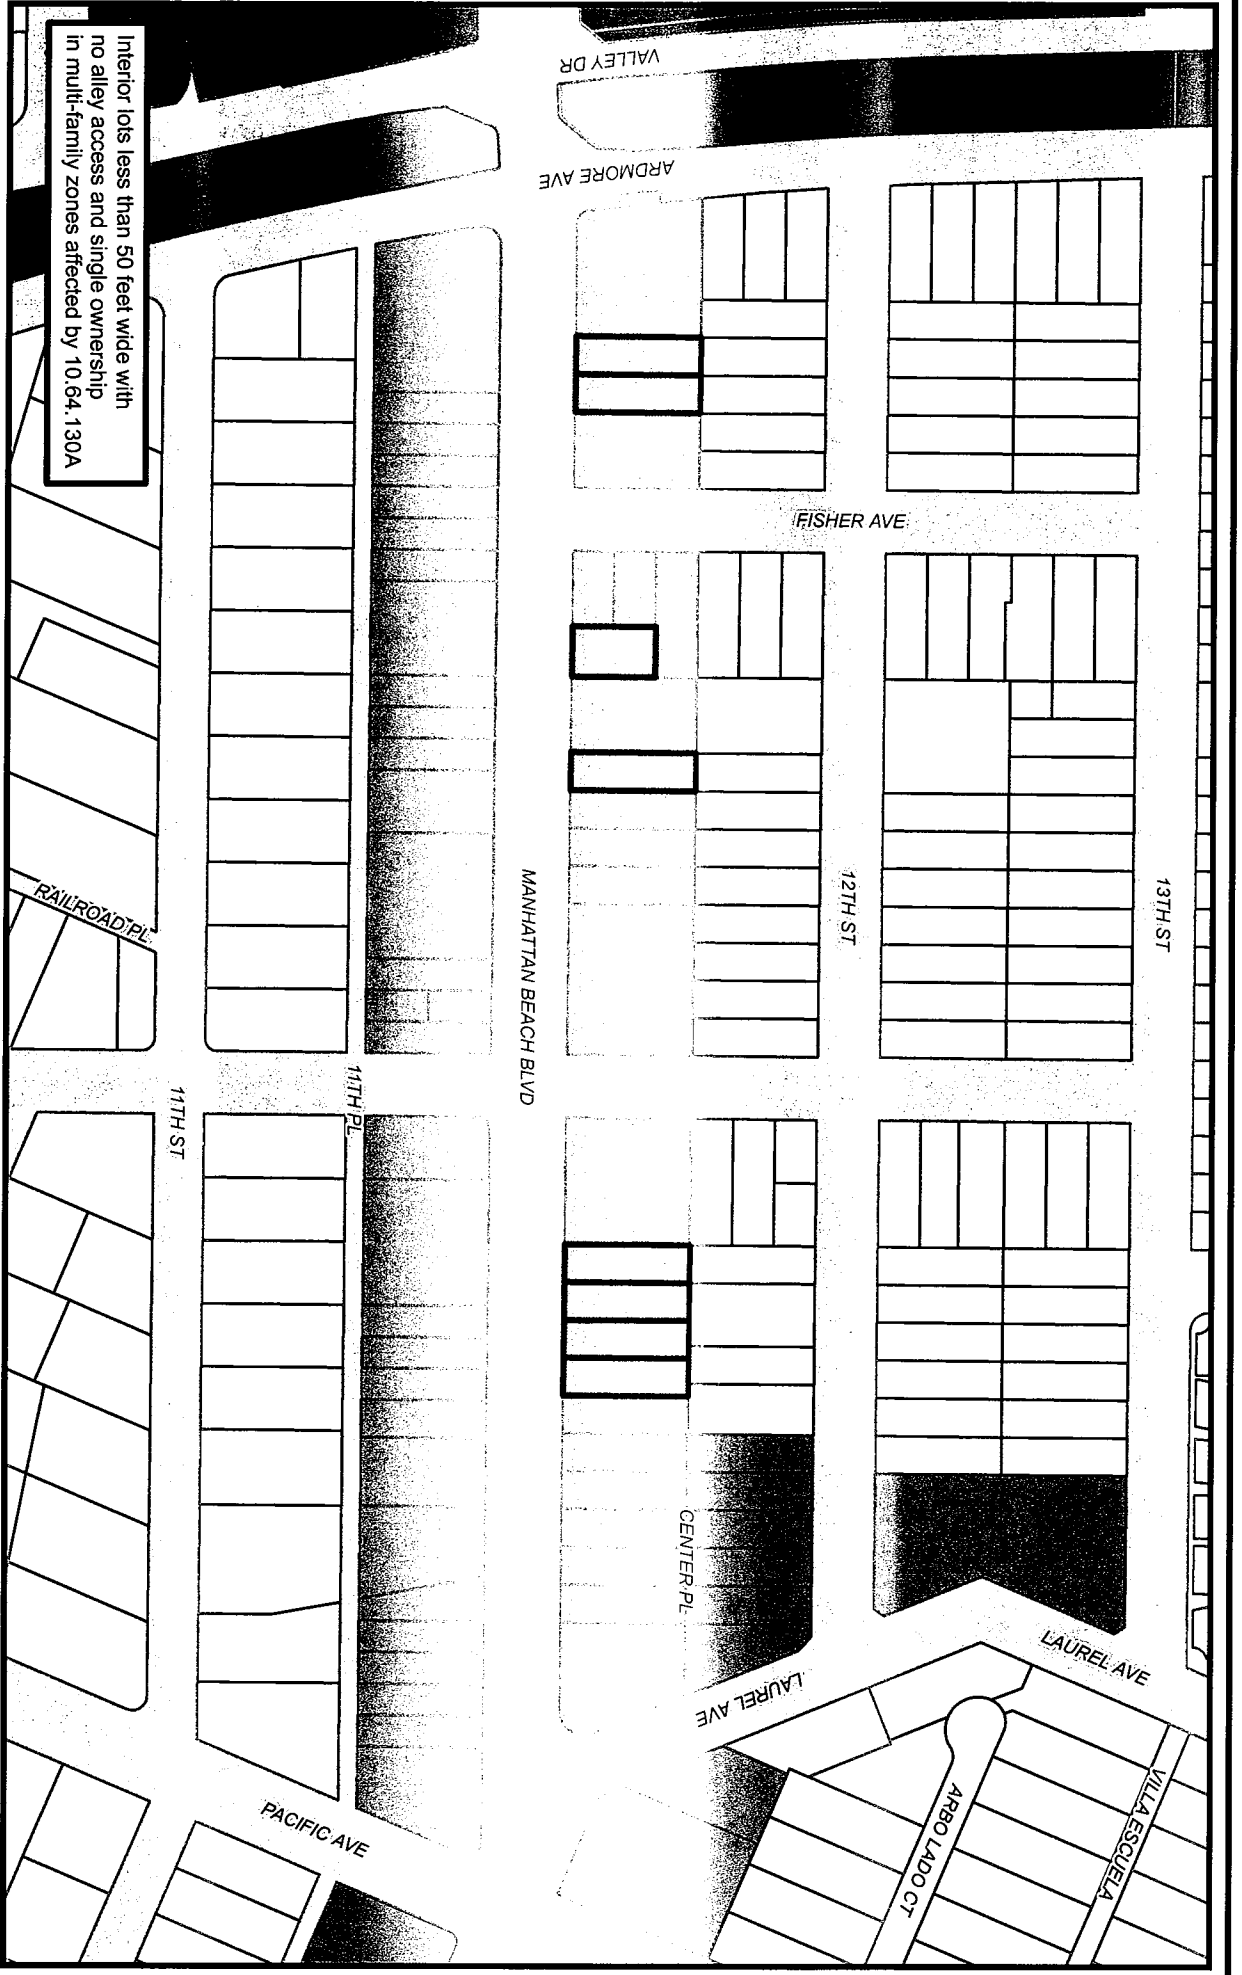 Interior lots less than 50 feet wide with
no alley access and single ownership
in multi-family zones affected by 10.64.130A
VALLEY DR
ARDMORE AVE
FISHER AVE
13TH ST
12TH ST
MANHATTAN BEACH BLVD
RAILROAD PL
11TH PL
11TH ST
CENTER PL
LAUREL AVE
LAUREL AVE
VILLA ESCUELA
ARBOLADO CT
PACIFIC AVE